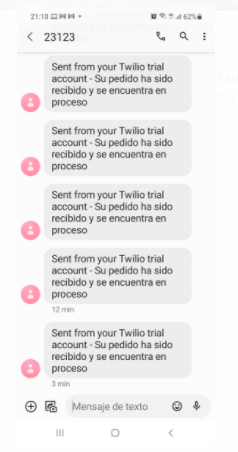 21:10
62%
23123
Sent from your Twilio trial
account - Su pedido ha sido
recibido y se encuentra en
proceso
Sent from your Twilio trial
account - Su pedido ha sido
recibido y se encuentra en
proceso
Sent from your Twilio trial
account - Su pedido ha sido
recibido y se encuentra en
proceso
Sent from your Twilio trial
account - Su pedido ha sido
recibido y se encuentra en
proceso
12 min
Sent from your Twilio trial
account - Su pedido ha sido
recibido y se encuentra en
proceso
3 min
Mensaje de texto